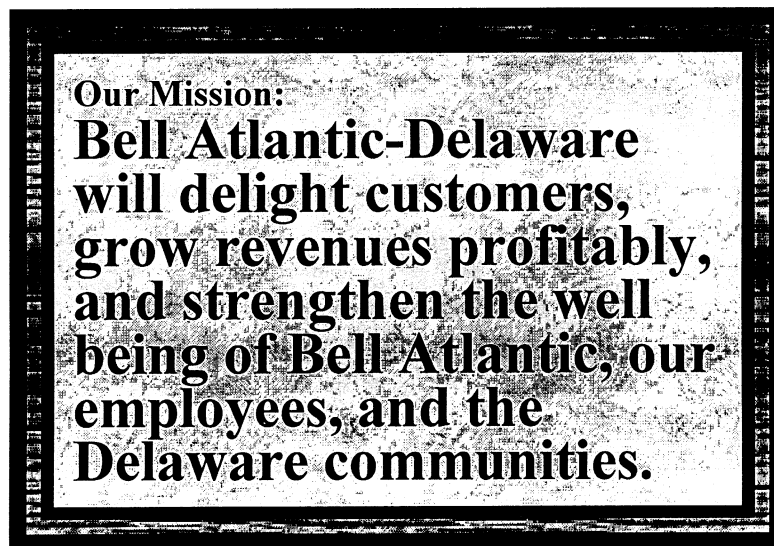 Our Mission:
Bell Atlantic-Delaware
will delight customers,
grow revenues profitably,
and strengthen the well
being of Bell Atlantic, our
employees, and the
Delaware communities.